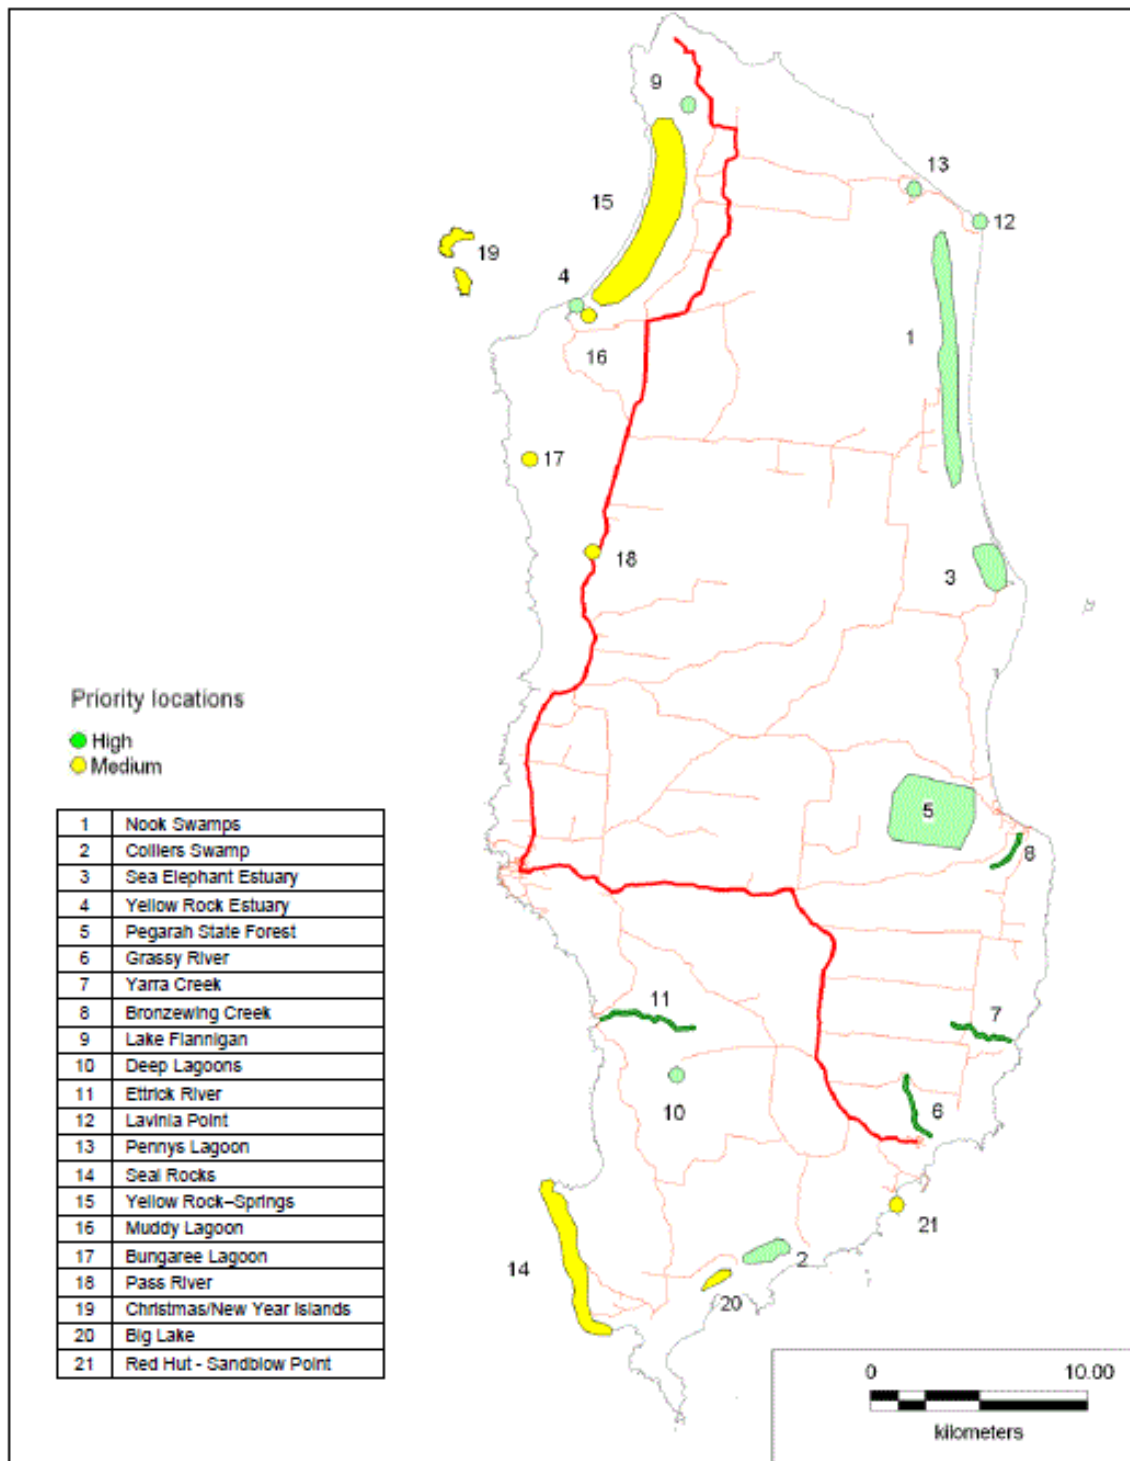 9
13
15
12
19
4
1
16
17
18
3
Priority locations
High
Medium
5
8
1 Nook Swamps
2 Colliers Swamp
3 Sea Elephant Estuary
4 Yellow Rock Estuary
5 Pegarah State Forest
6 Grassy River
7 Yarra Creek
8 Bronzewing Creek
9 Lake Flannigan
10 Deep Lagoons
11 Ettrick River
12 Lavinia Point
13 Pennys Lagoon
14 Seal Rocks
15 Yellow Rock–Springs
16 Muddy Lagoon
17 Bungaree Lagoon
18 Pass River
19 Christmas/New Year Islands
20 Big Lake
21 Red Hut - Sandblow Point
11
7
10
6
21
14
2
20
0 10.00
kilometers